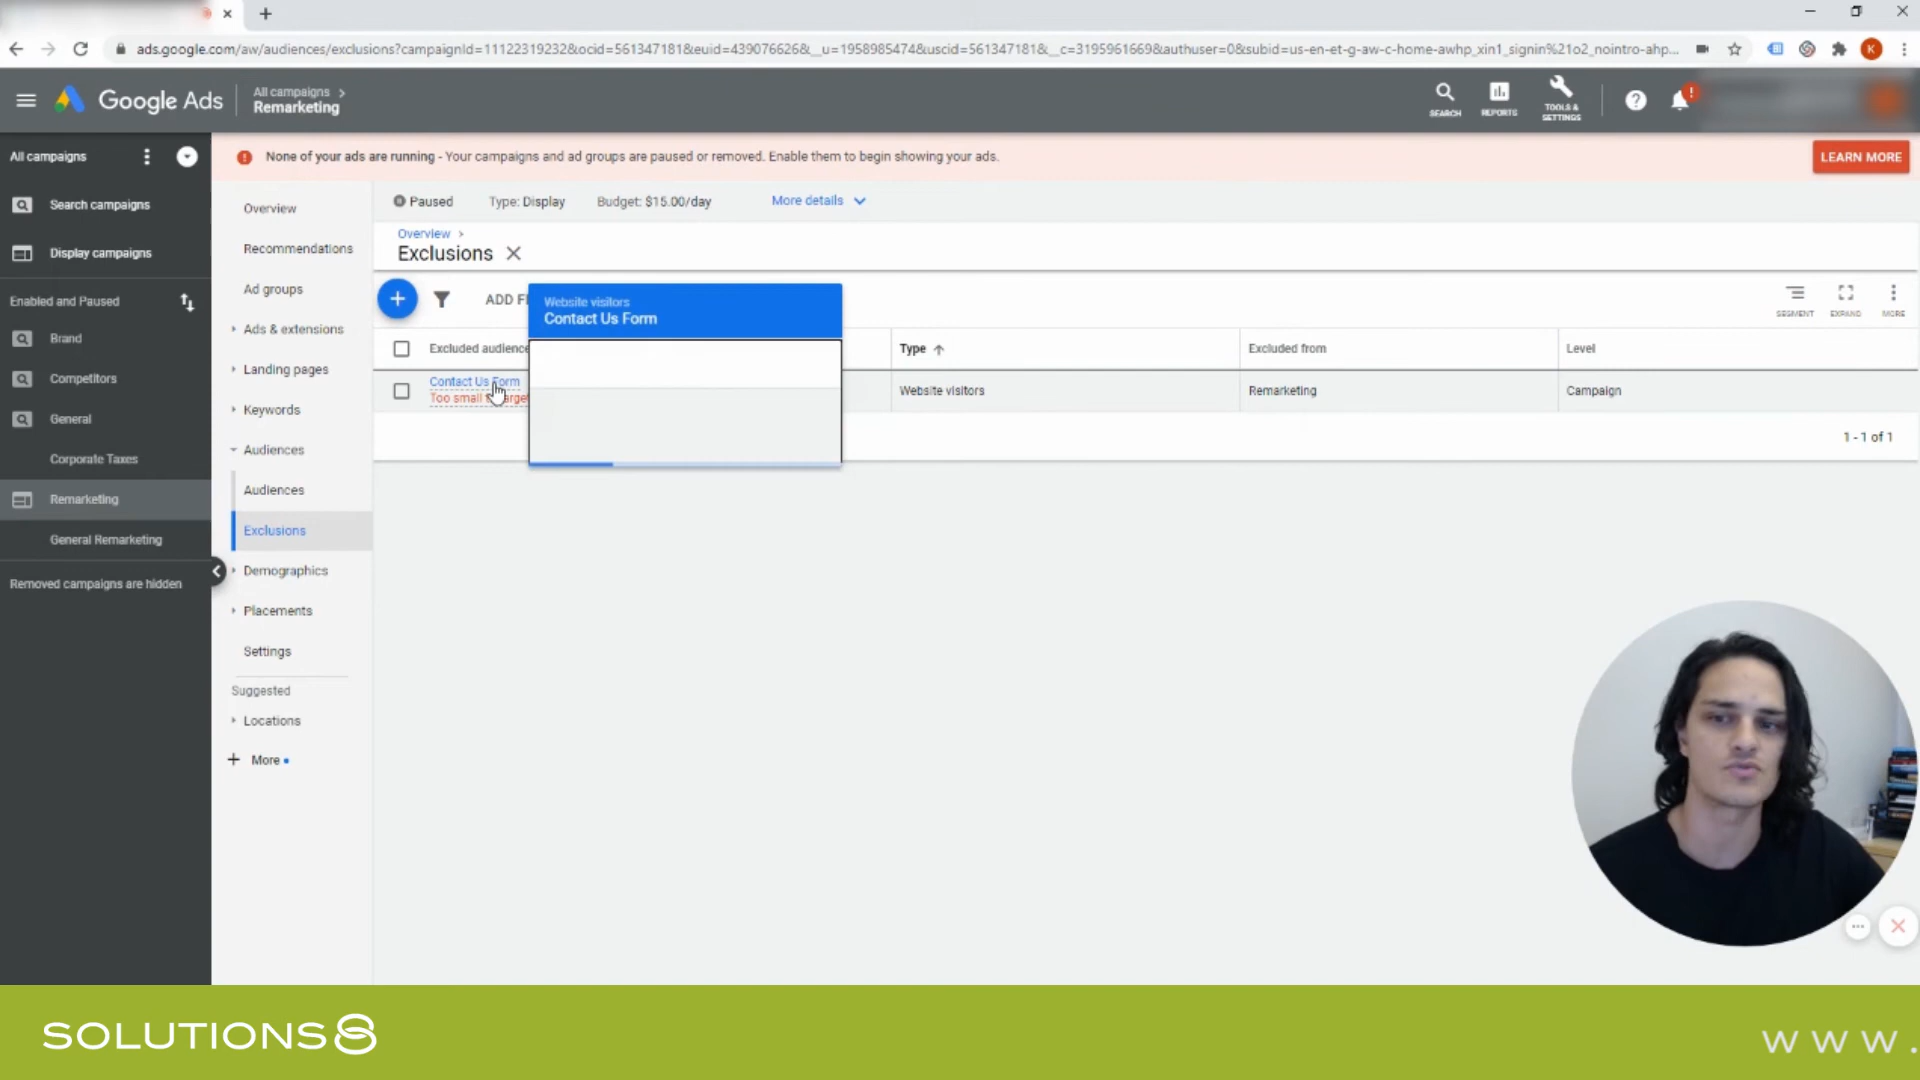 ads.google.com/aw/audiences/exclusions?campaignId=11122319232&ocid=561347181&euid=439076626&__u=1958985474&uscid=561347181&__c=3195961669&authuser=0&subid=us-en-et-g-aw-c-home-awhp_xin1_signin%21o2_nointro-ahp...
K
Google Ads
All campaigns >
Remarketing
SEARCH
REPORTS
TOOLS &
SETTINGS
All campaigns
None of your ads are running - Your campaigns and ad groups are paused or removed. Enable them to begin showing your ads.
LEARN MORE
Search campaigns
Display campaigns
Enabled and Paused
Brand
Competitors
General
Corporate Taxes
Remarketing
General Remarketing
Removed campaigns are hidden
Overview
Recommendations
Ad groups
Ads & extensions
Landing pages
Keywords
Audiences
Audiences
Exclusions
Demographics
Placements
Settings
Suggested
Locations
+ More
Paused
Type: Display
Budget: $15.00/day
More details
Overview >
Exclusions
ADD FI
SEGMENT
EXPAND
MORE
Website visitors
Contact Us Form
Excluded audience
Type
Excluded from
Level
Contact Us Form
Too small
Website visitors
Remarketing
Campaign
1 - 1 of 1
SOLUTIONS8
www.